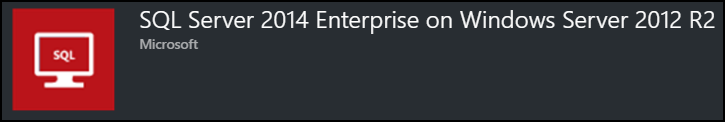 SQL
SQL Server 2014 Enterprise on Windows Server 2012 R2
Microsoft